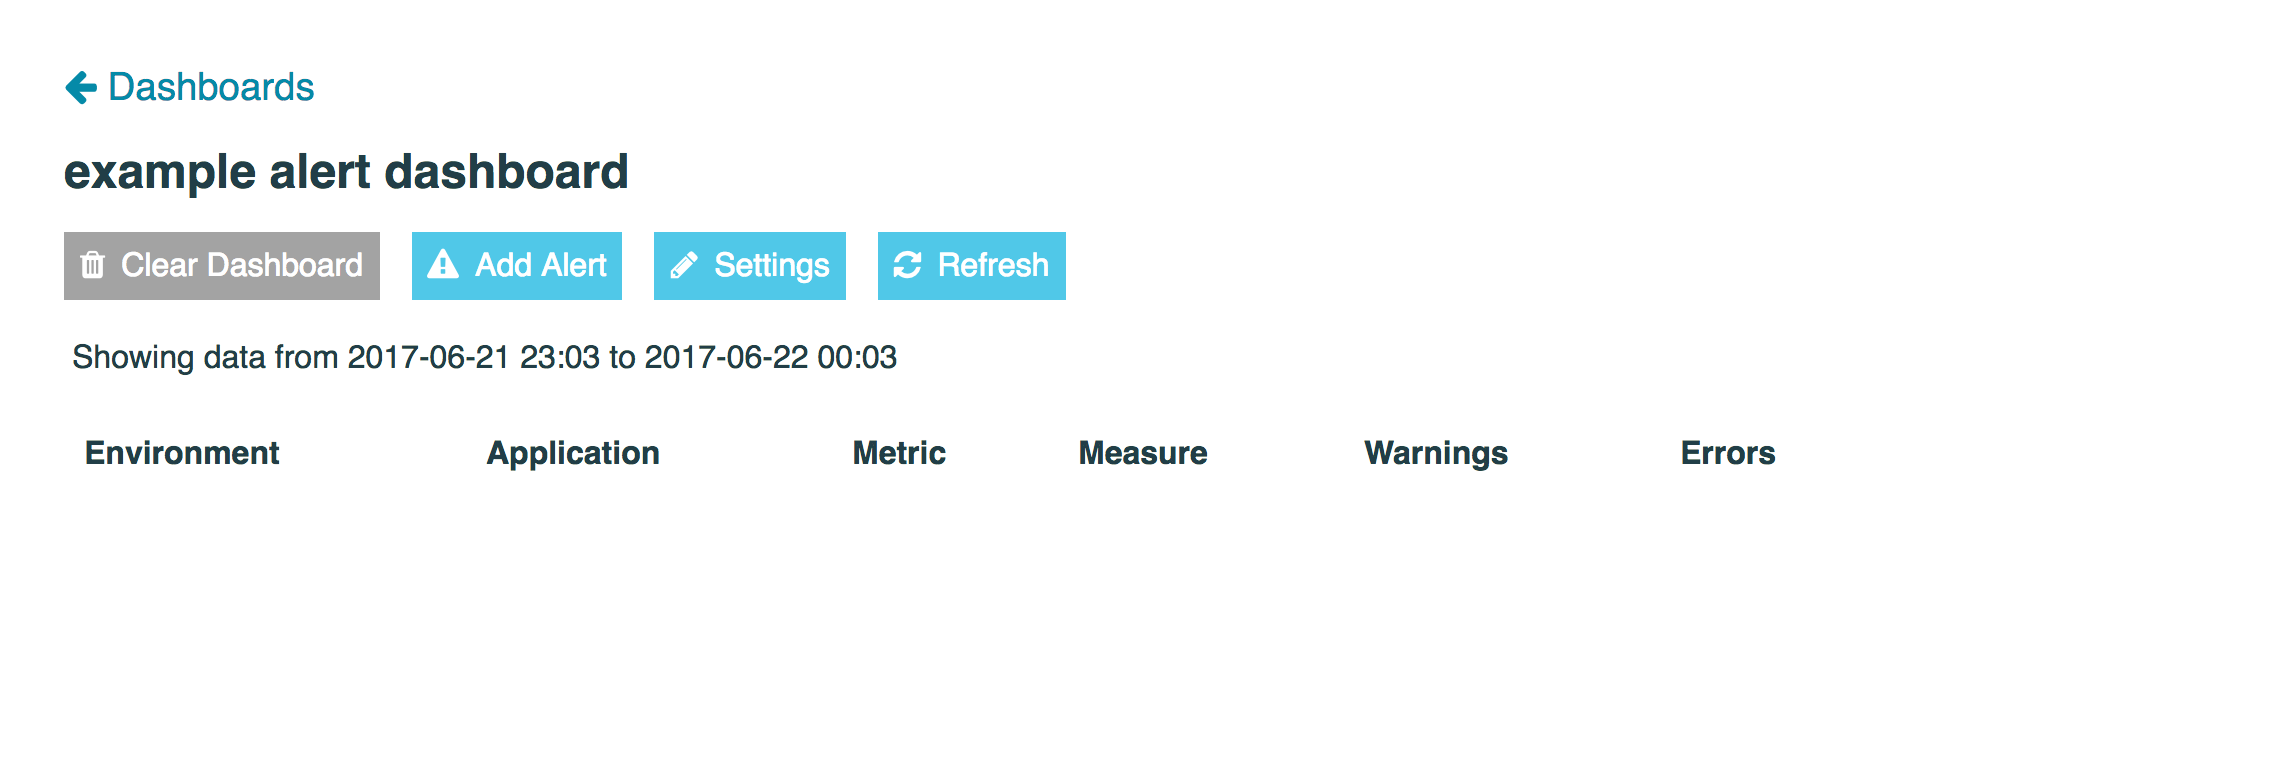 Dashboards
example alert dashboard
Clear Dashboard Add Alert Settings Refresh
Showing data from 2017-06-21 23:03 to 2017-06-22 00:03
Environment Application Metric Measure Warnings Errors